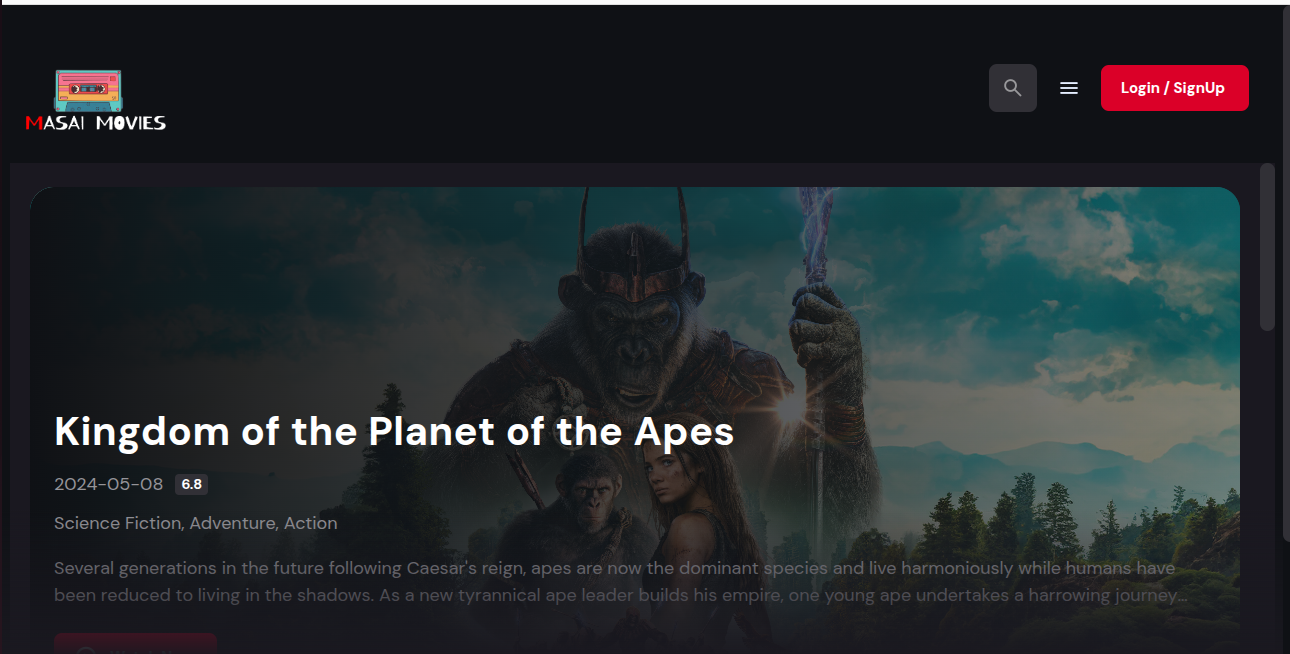 MASAI MOVIES
Login / SignUp
Kingdom of the Planet of the Apes
2024-05-08 6.8
Science Fiction, Adventure, Action
Several generations in the future following Caesar's reign, apes are now the dominant species and live harmoniously while humans have
been reduced to living in the shadows. As a new tyrannical ape leader builds his empire, one young ape undertakes a harrowing journey...